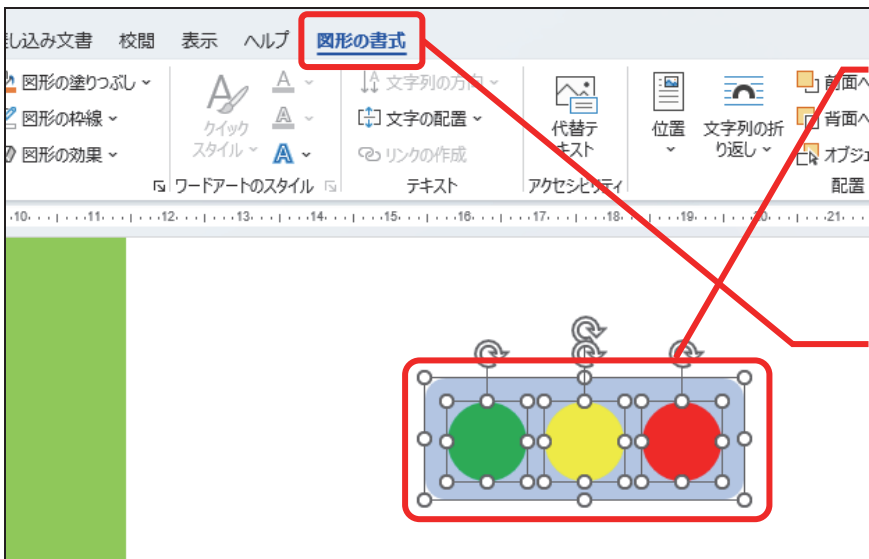 し込み文書 校閲 表示 ヘルプ 図形の書式
図形の塗りつぶし
図形の枠線
図形の効果
クイック
スタイル
A
A
A
ワードアートのスタイル
文字列の方向
文字の配置
リンクの作成
テキスト
代替テ
キスト
アクセシビリティ
位置
文字列の折
り返し
前面へ
背面へ
オブジェ
配置
10 11 12 13 14 15 16 17 18 19 20 21